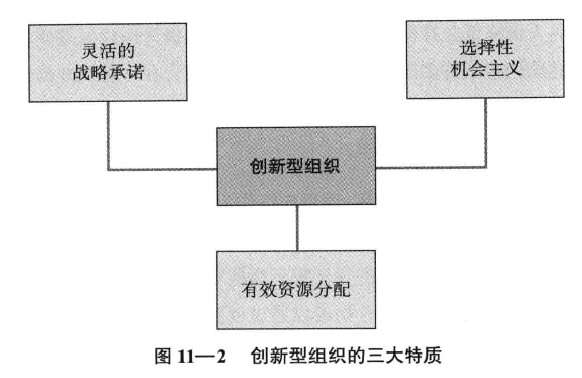 灵活的
战略承诺
选择性
机会主义
创新型组织
有效资源分配
图 11—2 创新型组织的三大特质